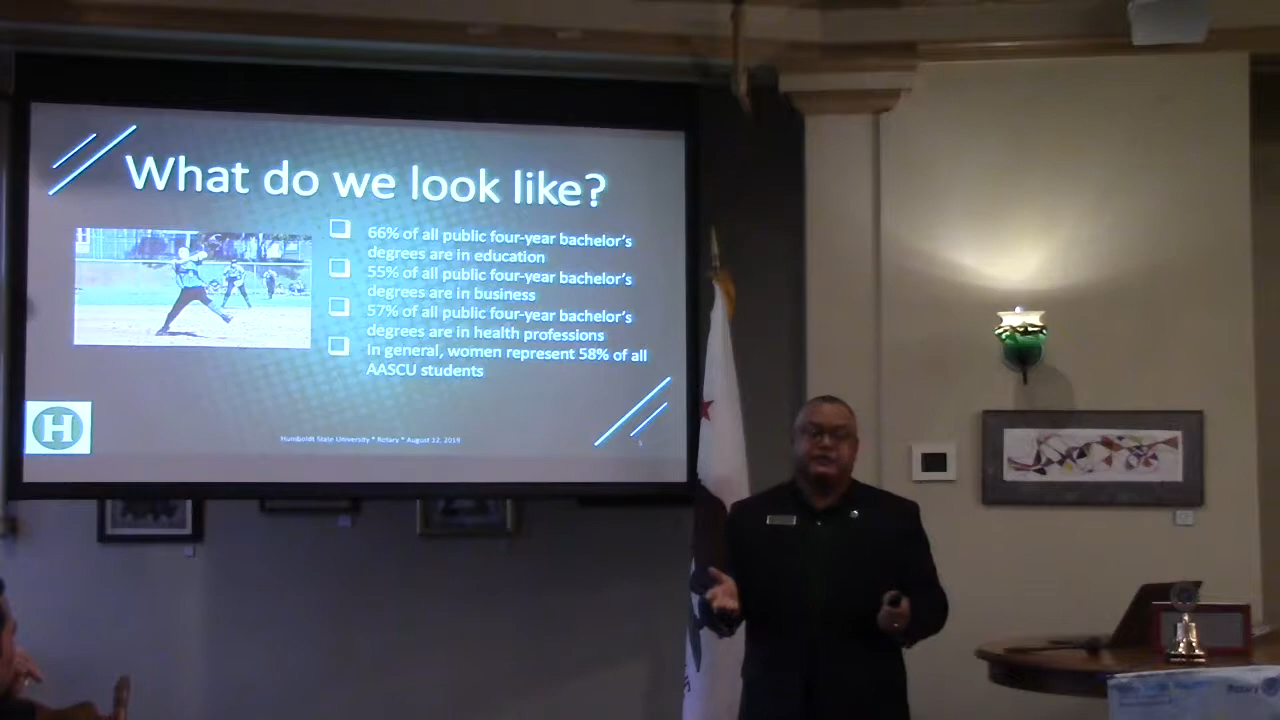 What do we look like?
66% of all public four-year bachelor's
degrees are in education
55% of all public four-year bachelor's
degrees are in business
57% of all public four-year bachelor's
degrees are in health professions
In general, women represent 58% of all
AASCU students
H
Humboldt State University * Rotary * August 12, 2019
5
Rotary